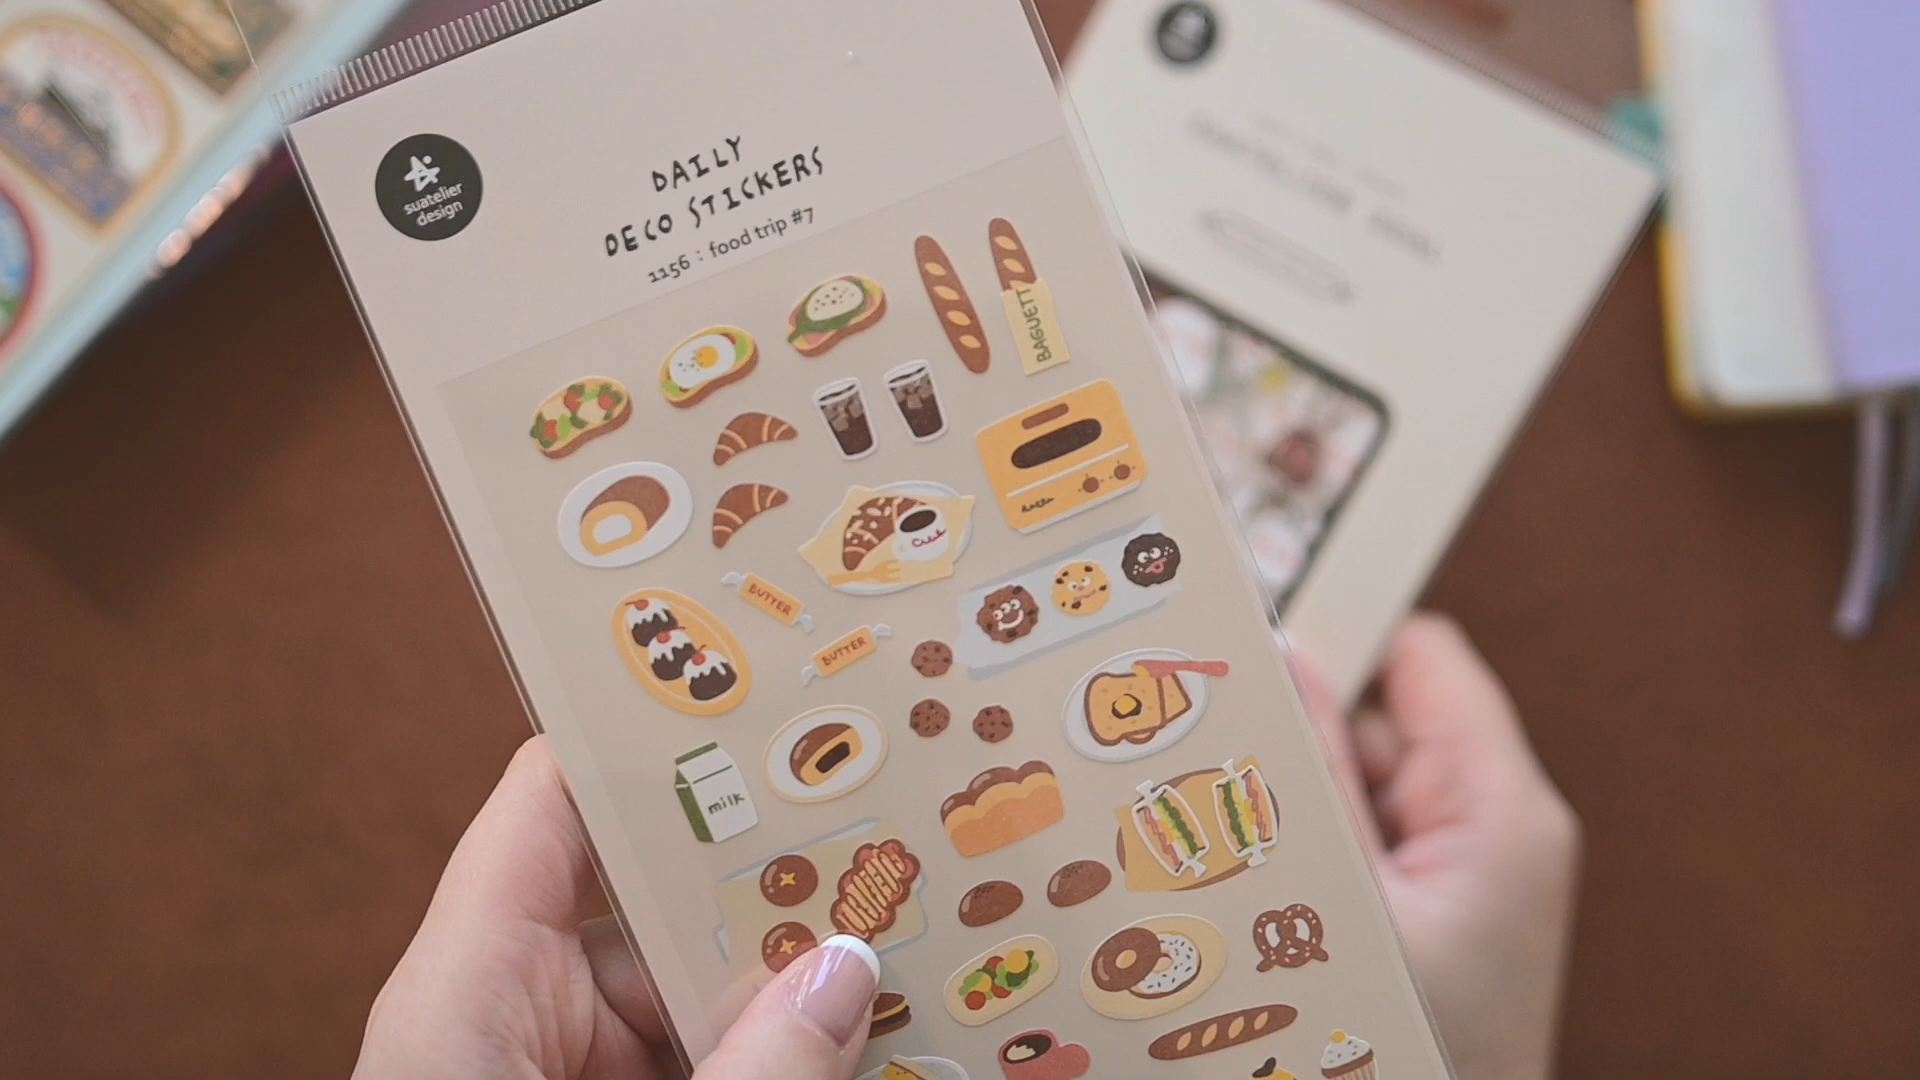 suatelier
design
DAILY
DECO STICKERS
1156 : food trip #7
BAGUETT
BUTTER
BUTTER
milk